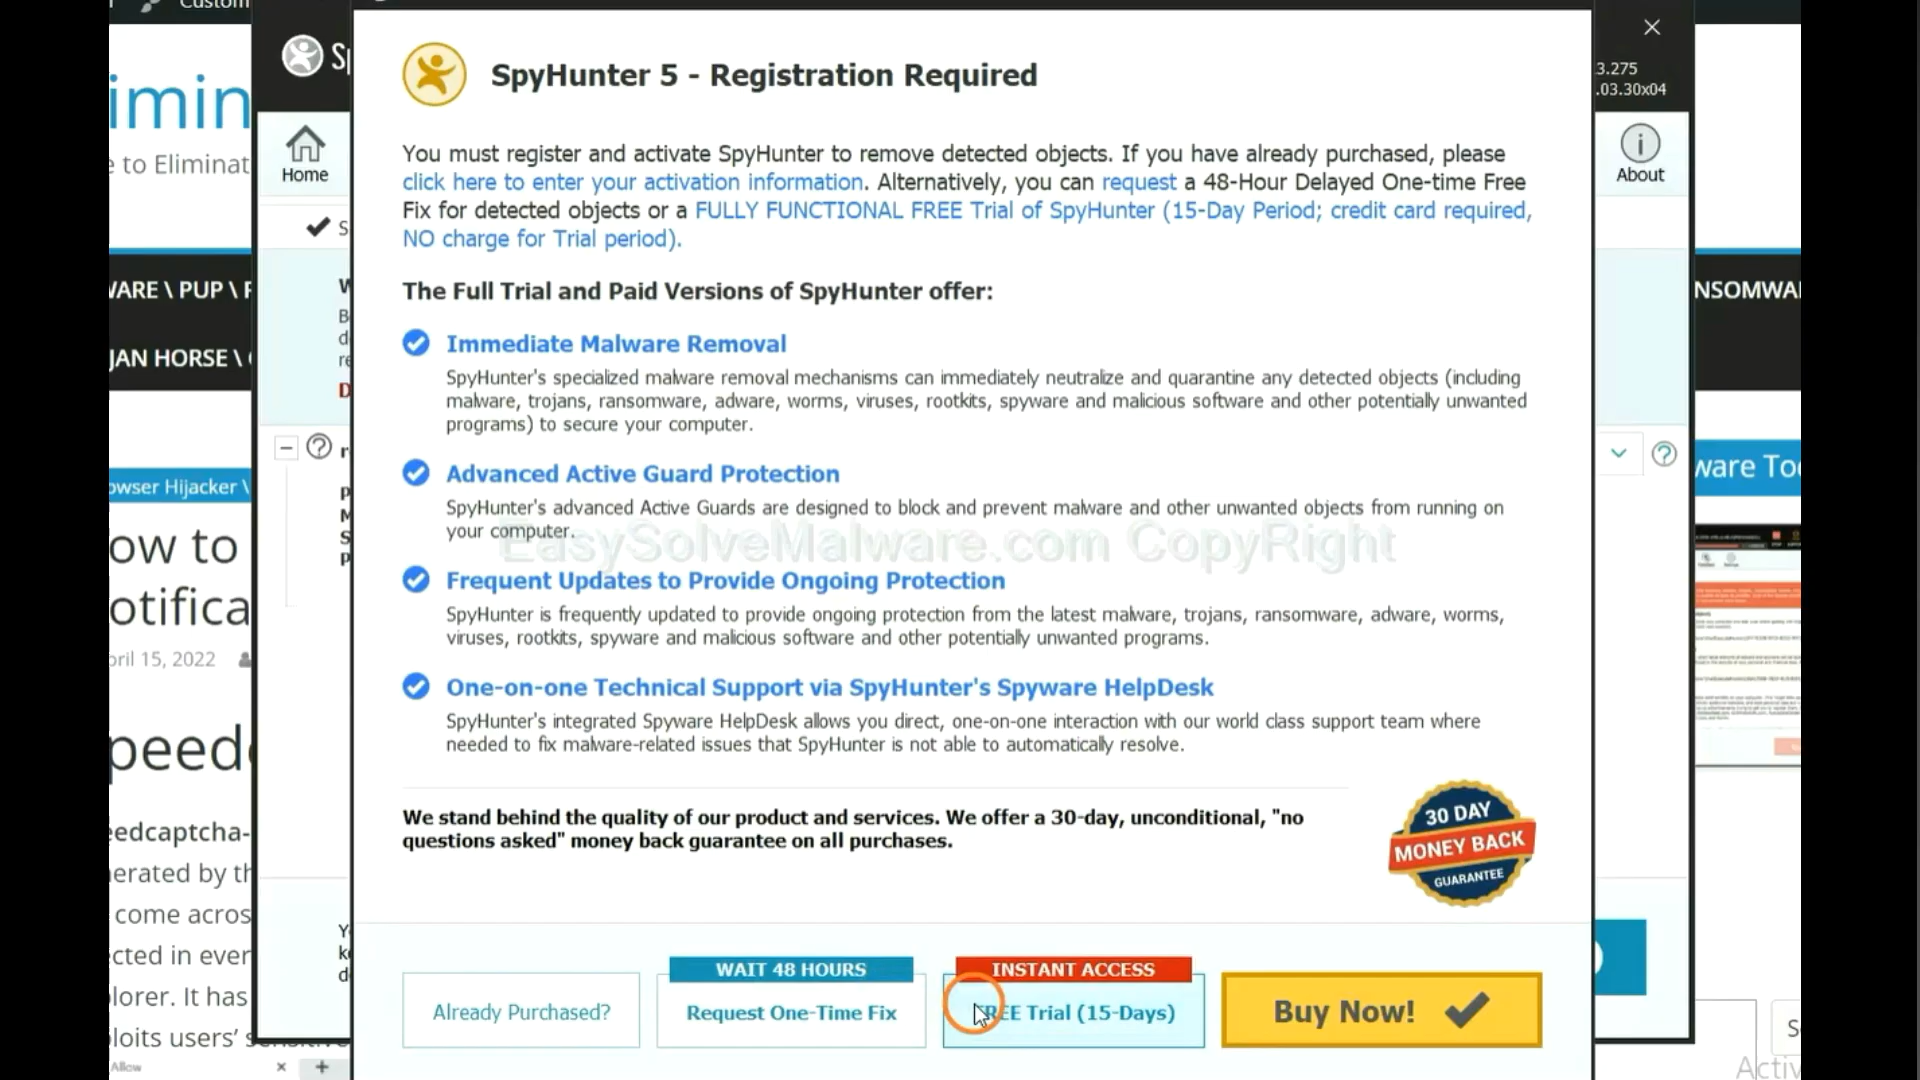 Custom
Sp
SpyHunter 5 - Registration Required
3.275
.03.30x04
imin
e to Eliminat
Home
About
You must register and activate SpyHunter to remove detected objects. If you have already purchased, please
click here to enter your activation information. Alternatively, you can request a 48-Hour Delayed One-time Free
Fix for detected objects or a FULLY FUNCTIONAL FREE Trial of SpyHunter (15-Day Period; credit card required,
NO charge for Trial period).
S
WARE \ PUP \ R
NSOMWA
The Full Trial and Paid Versions of SpyHunter offer:
JAN HORSE \
Immediate Malware Removal
SpyHunter's specialized malware removal mechanisms can immediately neutralize and quarantine any detected objects (including
malware, trojans, ransomware, adware, worms, viruses, rootkits, spyware and malicious software and other potentially unwanted
programs) to secure your computer.
Advanced Active Guard Protection
SpyHunter's advanced Active Guards are designed to block and prevent malware and other unwanted objects from running on
your computer.
EasySolveMalware.com CopyRight
owser Hijacker \
ware Too
ow to
otifica
pril 15, 2022
Frequent Updates to Provide Ongoing Protection
SpyHunter is frequently updated to provide ongoing protection from the latest malware, trojans, ransomware, adware, worms,
viruses, rootkits, spyware and malicious software and other potentially unwanted programs.
One-on-one Technical Support via SpyHunter's Spyware HelpDesk
SpyHunter's integrated Spyware HelpDesk allows you direct, one-on-one interaction with our world class support team where
needed to fix malware-related issues that SpyHunter is not able to automatically resolve.
peedc
We stand behind the quality of our product and services. We offer a 30-day, unconditional, "no
questions asked" money back guarantee on all purchases.
30 DAY
MONEY BACK
GUARANTEE
eedcaptcha-
nerated by th
come acros
cted in ever
lorer. It has
ploits users' sensitive
WAIT 48 HOURS
INSTANT ACCESS
Already Purchased?
Request One-Time Fix
FREE Trial (15-Days)
Buy Now!
Allow
Activ